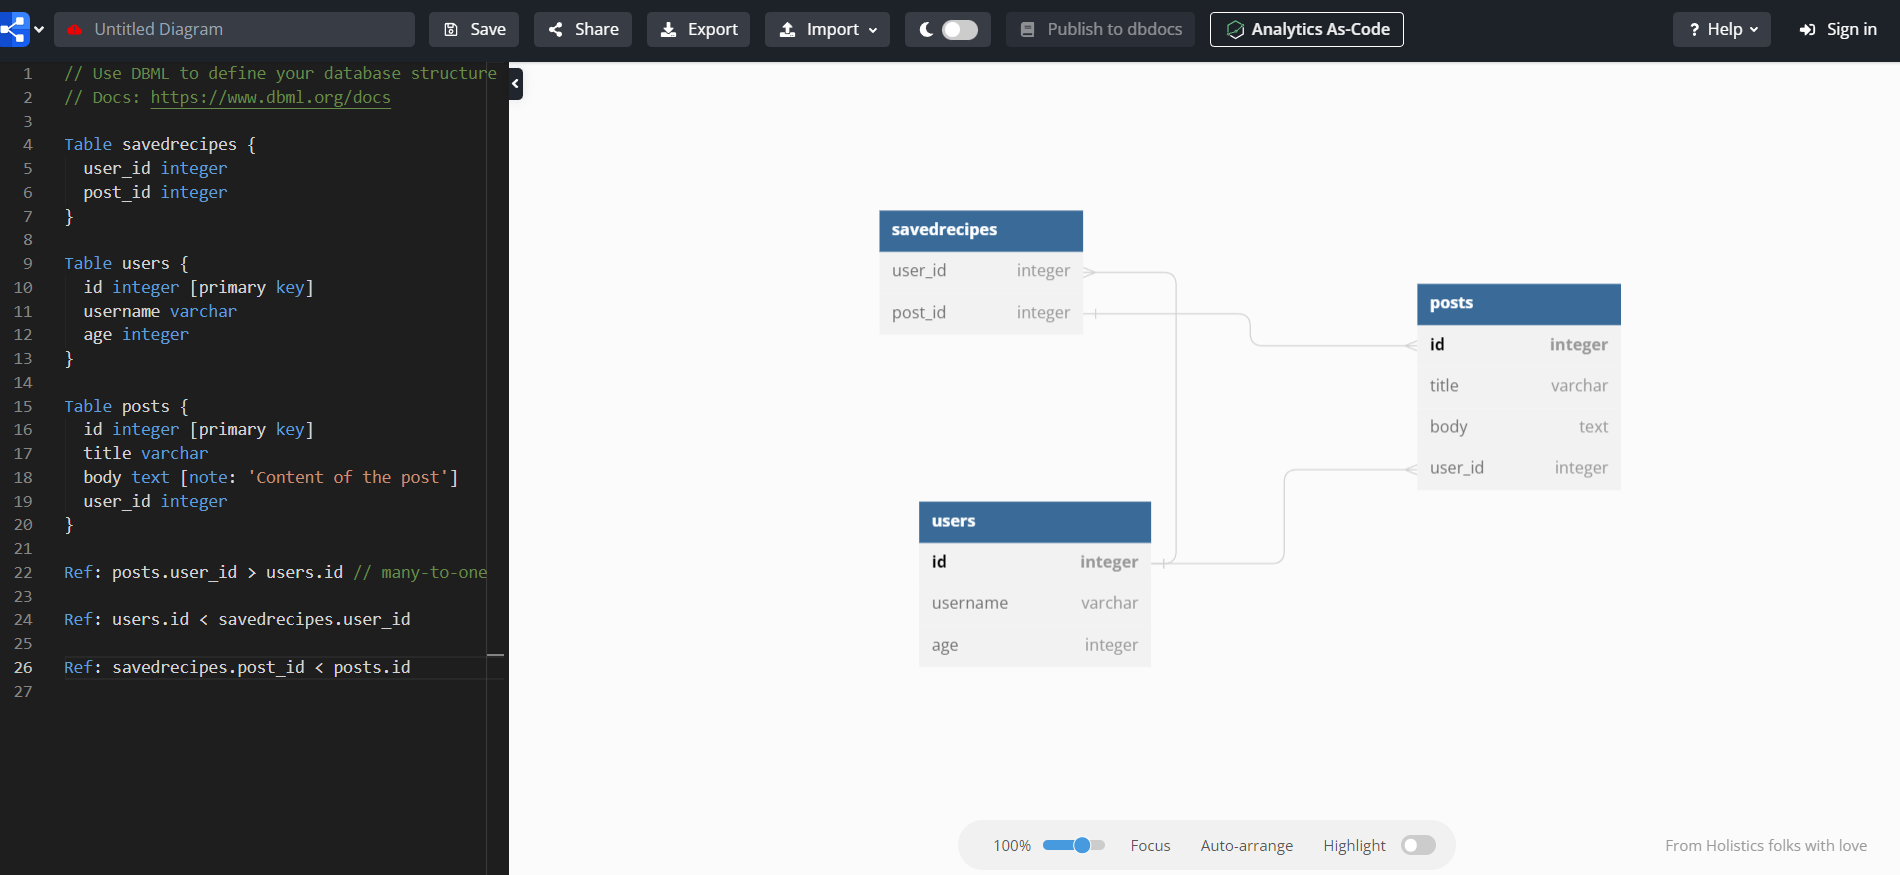 Untitled Diagram
Save
Share
Export
Import
Publish to dbdocs
Analytics As-Code
? Help
Sign in
1 // Use DBML to define your database structure
2 // Docs: https://www.dbml.org/docs
3
4 Table savedrecipes {
5 user_id integer
6 post_id integer
7 }
8
9 Table users {
10 id integer [primary key]
11 username varchar
12 age integer
13 }
14
15 Table posts {
16 id integer [primary key]
17 title varchar
18 body text [note: 'Content of the post']
19 user_id integer
20 }
21
22 Ref: posts.user_id > users.id // many-to-one
23
24 Ref: users.id < savedrecipes.user_id
25
26 Ref: savedrecipes.post_id < posts.id
27
savedrecipes
user_id integer
post_id integer
posts
id integer
title varchar
body text
user_id integer
users
id integer
username varchar
age integer
100%
Focus
Auto-arrange
Highlight
From Holistics folks with love